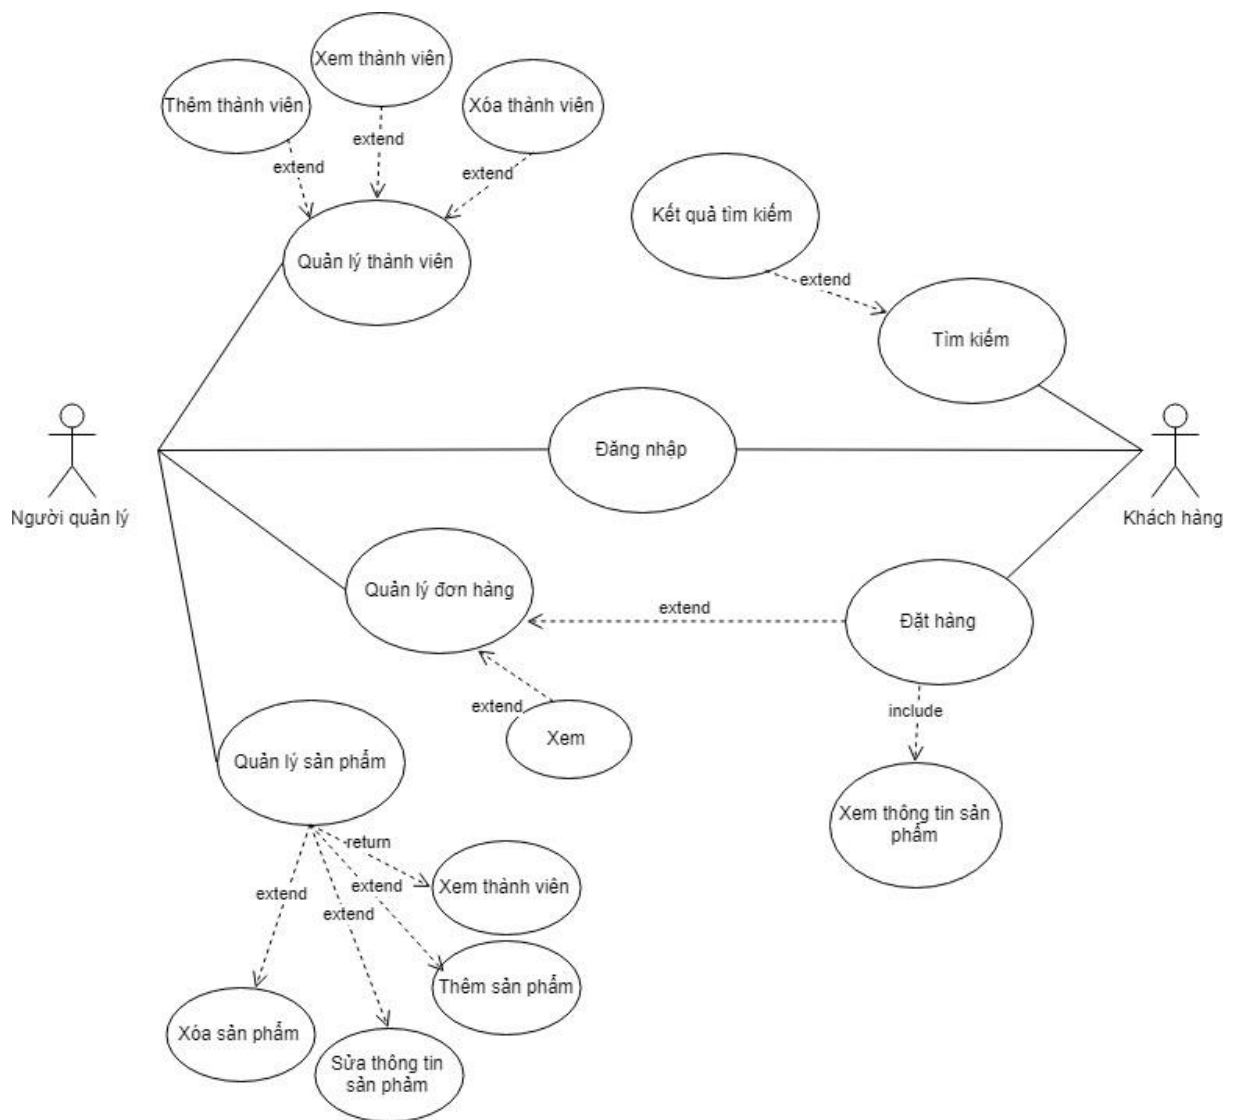 Xem thành viên
Thêm thành viên
Xóa thành viên
extend
extend
extend
Kết quả tìm kiếm
Quản lý thành viên
extend
Tìm kiếm
Đăng nhập
Người quản lý
Khách hàng
Quản lý đơn hàng
extend
Đặt hàng
extend
include
Xem
Quản lý sản phẩm
Xem thông tin sản
phẩm
return
Xem thành viên
extend
extend
extend
Thêm sản phẩm
Xóa sản phẩm
Sửa thông tin
sản phảm